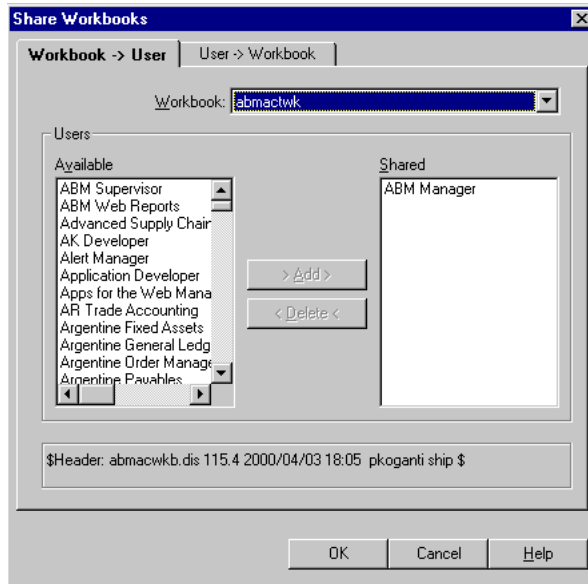 Share Workbooks
Workbook -> User
User -> Workbook
Workbook: abmactwk
Users
Available
Shared
ABM Supervisor
ABM Web Reports
Advanced Supply Chair
AK Developer
Alert Manager
Application Developer
Apps for the Web Mana
AR Trade Accounting
Argentine Fixed Assets
Argentine General Ledg
Argentine Order Manage
Argentine Payables
ABM Manager
> Add >
< Delete <
$Header: abmacwkb.dis 115.4 2000/04/03 18:05 pkoganti ship $
OK
Cancel
Help